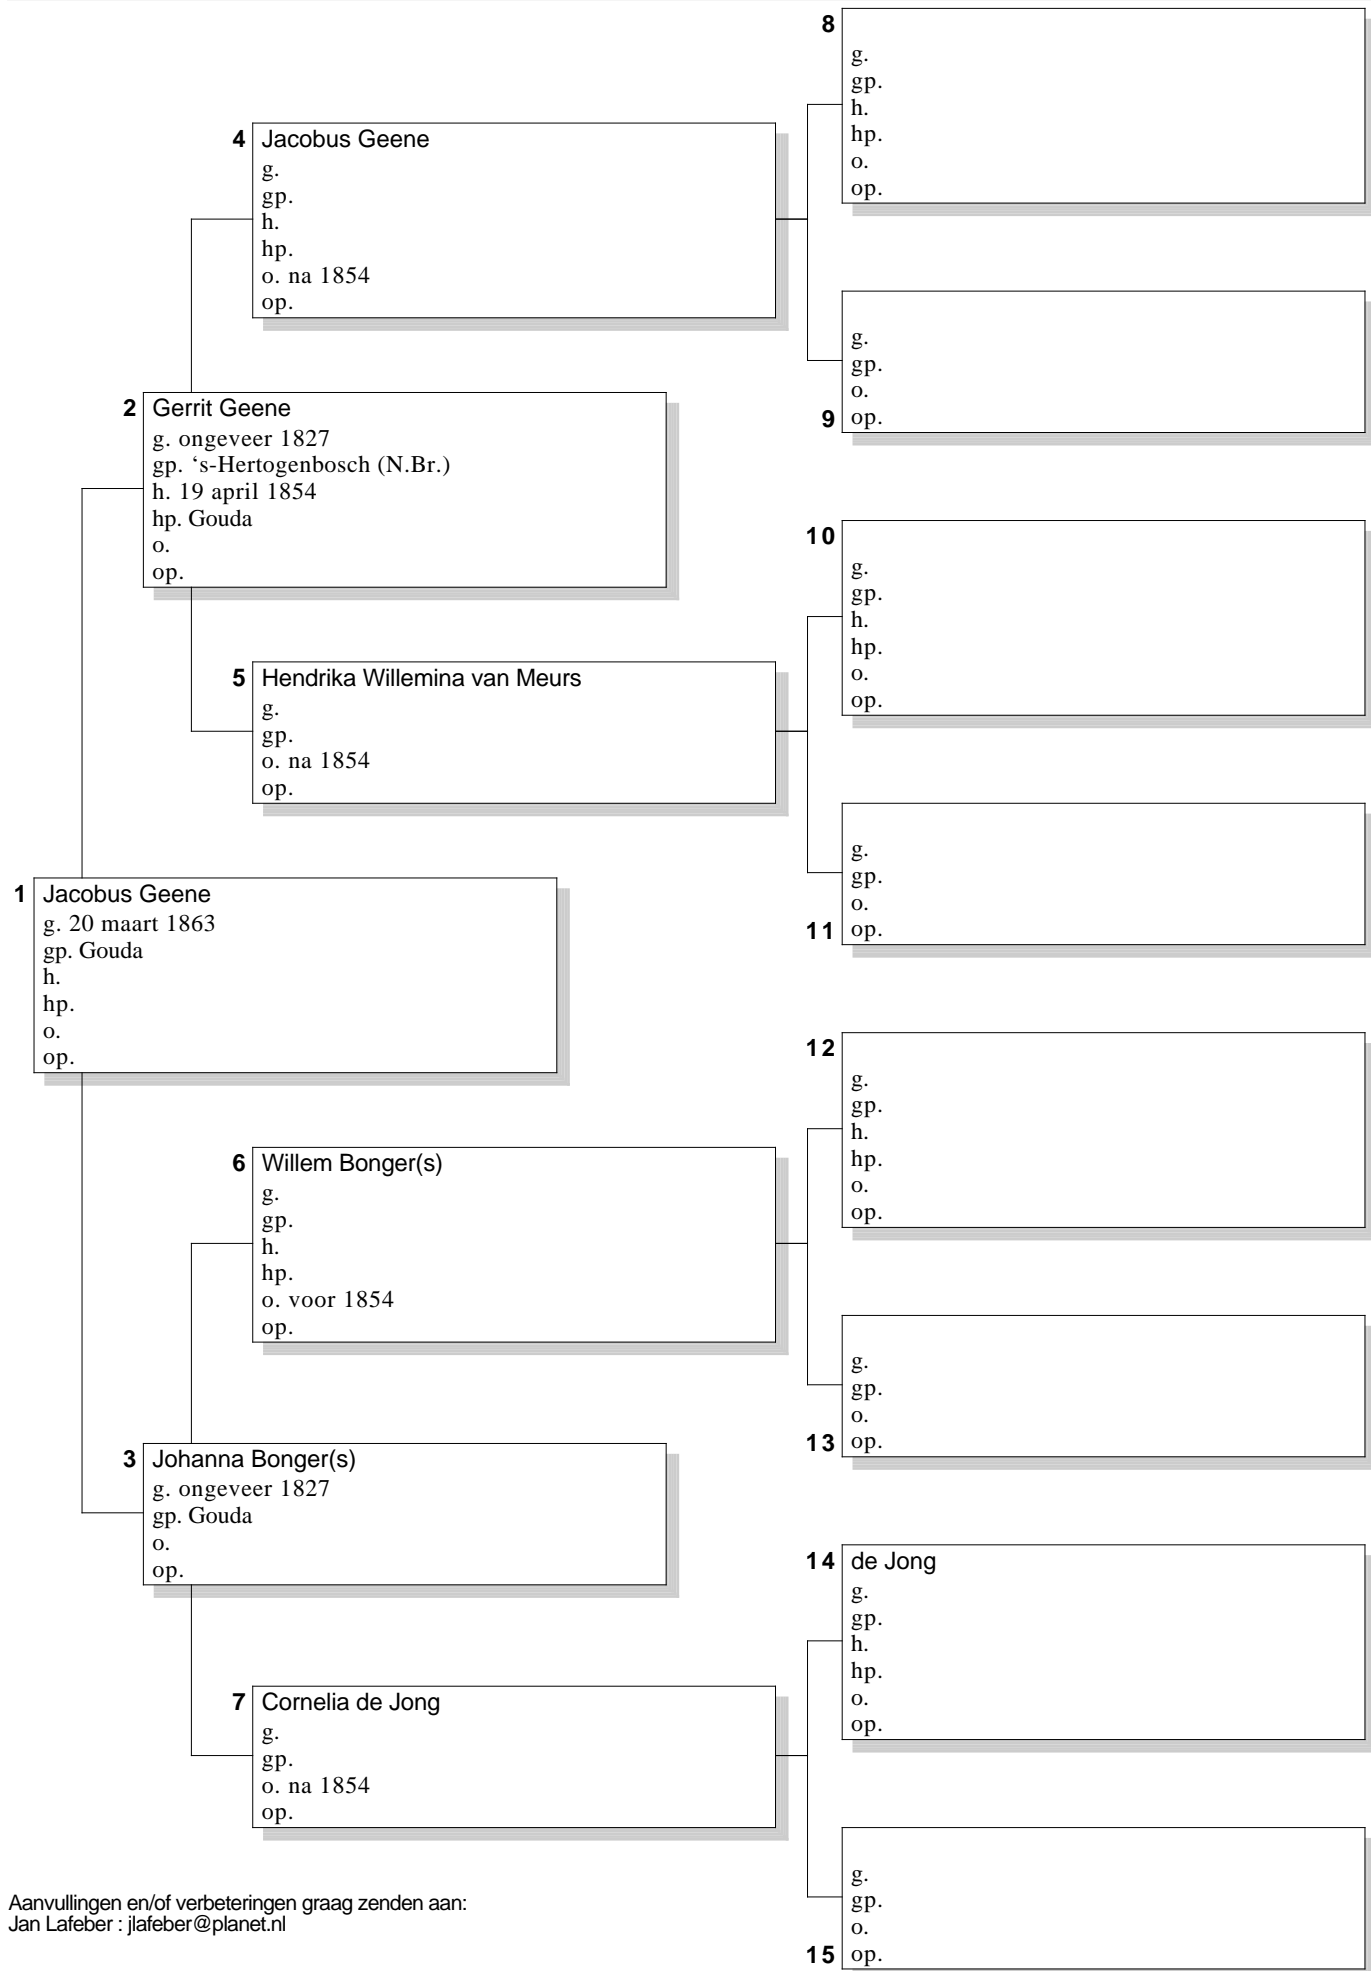 8
g.
gp.
h.
hp.
o.
op.
4 Jacobus Geene
g.
gp.
h.
hp.
o. na 1854
op.
g.
gp.
o.
9 op.
2 Gerrit Geene
g. ongeveer 1827
gp. ‘s-Hertogenbosch (N.Br.)
h. 19 april 1854
hp. Gouda
o.
op.
10
g.
gp.
h.
hp.
o.
op.
5 Hendrika Willemina van Meurs
g.
gp.
o. na 1854
op.
g.
gp.
o.
11 op.
1 Jacobus Geene
g. 20 maart 1863
gp. Gouda
h.
hp.
o.
op.
12
g.
gp.
h.
hp.
o.
op.
6 Willem Bonger(s)
g.
gp.
h.
hp.
o. voor 1854
op.
g.
gp.
o.
13 op.
3 Johanna Bonger(s)
g. ongeveer 1827
gp. Gouda
o.
op.
14 de Jong
g.
gp.
h.
hp.
o.
op.
7 Cornelia de Jong
g.
gp.
o. na 1854
op.
g.
gp.
o.
15 op.
Aanvullingen en/of verbeteringen graag zenden aan:
Jan Lafeber : jlafeber@planet.nl